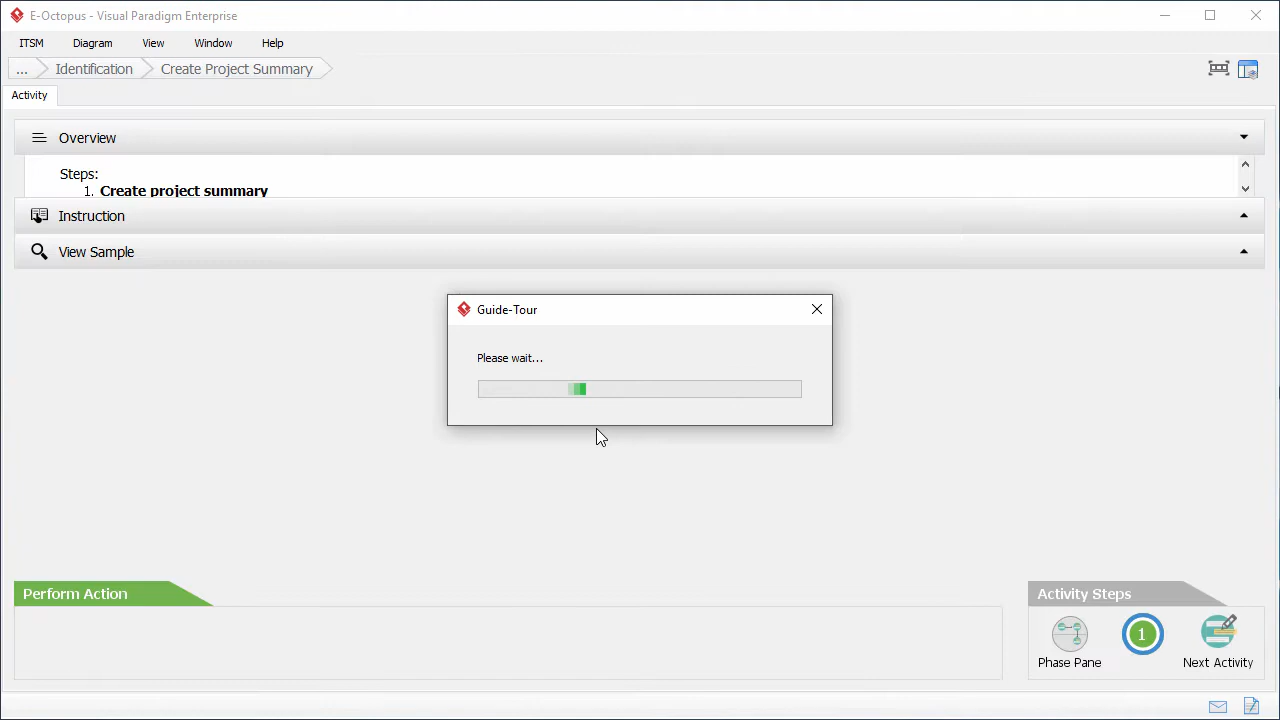 E-Octopus - Visual Paradigm Enterprise
ITSM Diagram View Window Help
... Identification Create Project Summary
Activity
Overview
Steps:
1. Create project summary
Instruction
View Sample
Guide-Tour
Please wait...
Perform Action
Activity Steps
1
Phase Pane Next Activity